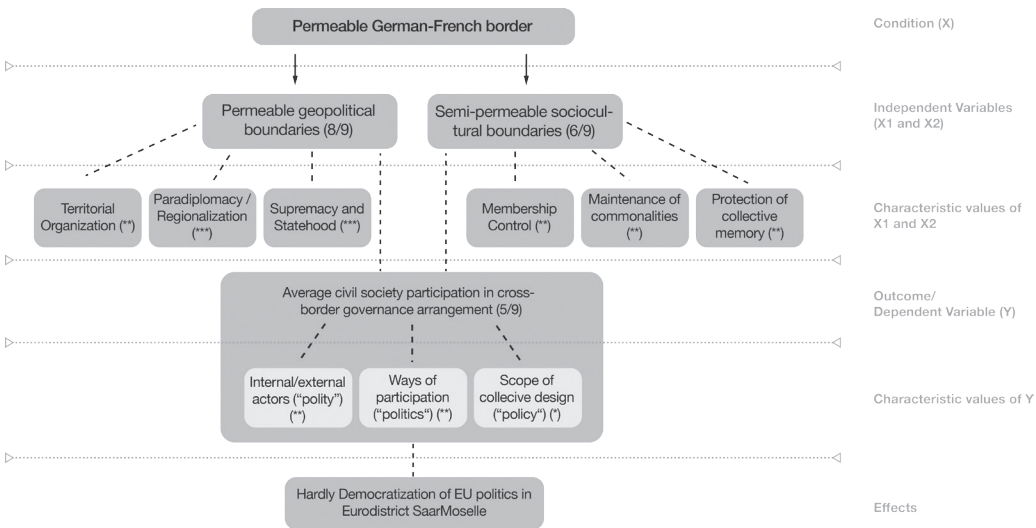 Permeable German-French border
Condition (X)
Permeable geopolitical
boundaries (8/9)
Semi-permeable sociocul-
tural boundaries (6/9)
Independent Variables
(X1 and X2)
Territorial
Organization (**)
Paradiplomacy /
Regionalization
(***)
Supremacy and
Statehood (***)
Membership
Control (**)
Maintenance of
commonalities
(**)
Protection of
collective
memory (**)
Characteristic values of
X1 and X2
Average civil society participation in cross-
border governance arrangement (5/9)
Outcome/
Dependent Variable (Y)
Internal/external
actors (“polity”)
(**)
Ways of
participation
(“politics“) (**)
Scope of
collecive design
(“policy“) (*)
Characteristic values of Y
Hardly Democratization of EU politics in
Eurodistrict SaarMoselle
Effects